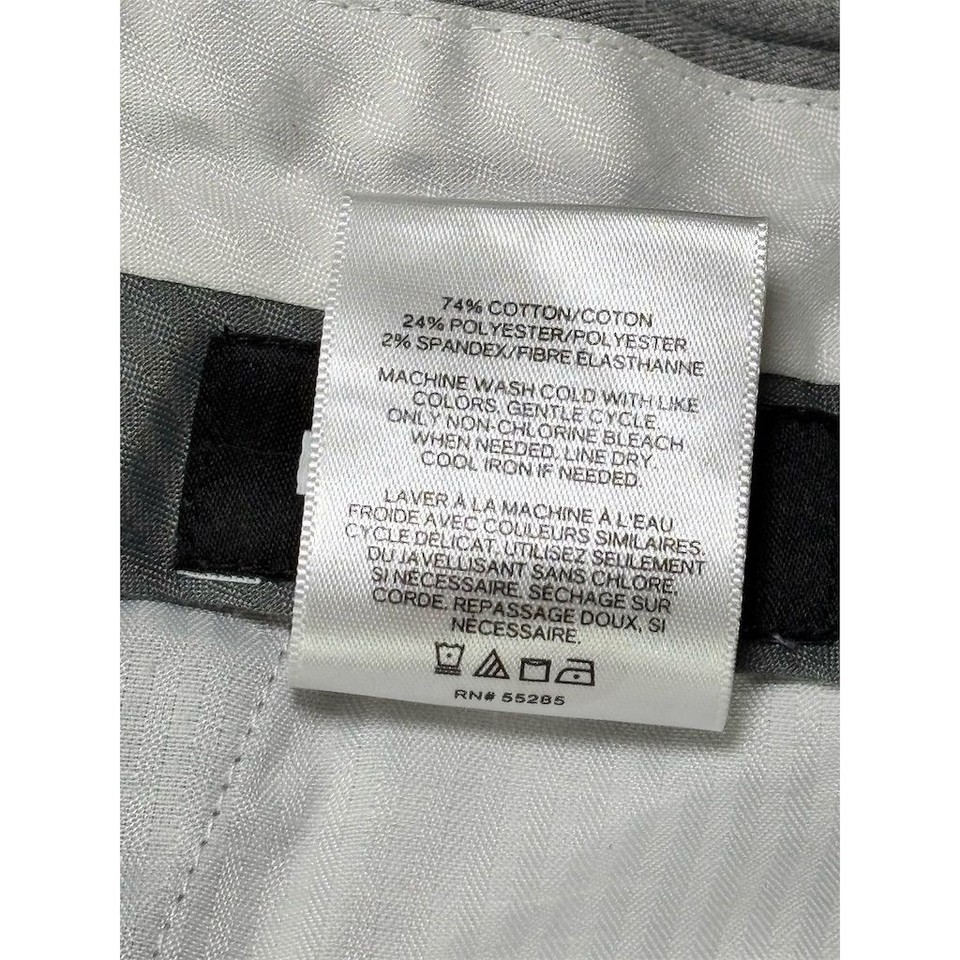 74% COTTON/COTON
24% POLYESTER/POLYESTER
2% SPANDEX/FIBRE ÉLASTHANNE
MACHINE WASH COLD WITH LIKE
COLORS, GENTLE CYCLE,
ONLY NON-CHLORINE BLEACH
WHEN NEEDED. LINE DRY.
COOL IRON IF NEEDED.
LAVER À LA MACHINE À L'EAU
FROIDE AVEC COULEURS SIMILAIRES.
CYCLE DÉLICAT. UTILISEZ SEULEMENT
DU JAVELLISANT SANS CHLORE,
SI NÉCESSAIRE. SÉCHAGE SUR
CORDE. REPASSAGE DOUX, SI
NÉCESSAIRE.
RN# 55285